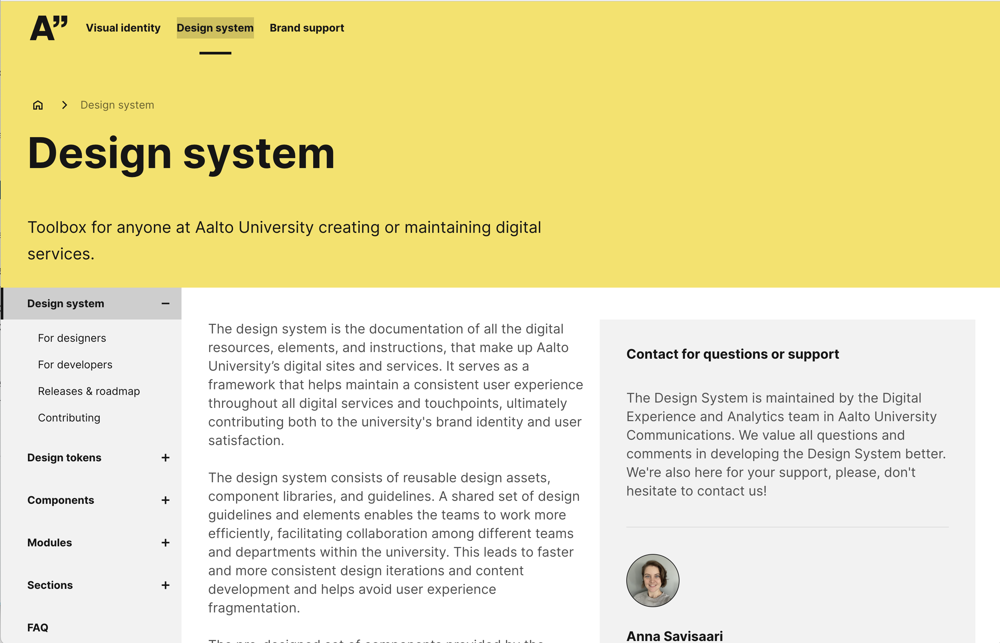 A”
Visual identity
Design system
Brand support
Design system
Design system
Toolbox for anyone at Aalto University creating or maintaining digital
services.
Design system
For designers
For developers
Releases & roadmap
Contributing
Design tokens
Components
Modules
Sections
FAQ
The design system is the documentation of all the digital
resources, elements, and instructions, that make up Aalto
University’s digital sites and services. It serves as a
framework that helps maintain a consistent user experience
throughout all digital services and touchpoints, ultimately
contributing both to the university's brand identity and user
satisfaction.
The design system consists of reusable design assets,
component libraries, and guidelines. A shared set of design
guidelines and elements enables the teams to work more
efficiently, facilitating collaboration among different teams
and departments within the university. This leads to faster
and more consistent design iterations and content
development and helps avoid user experience
fragmentation.
The pre-designed set of components provided by the
Contact for questions or support
The Design System is maintained by the Digital
Experience and Analytics team in Aalto University
Communications. We value all questions and
comments in developing the Design System better.
We're also here for your support, please, don't
hesitate to contact us!
Anna Savisaari